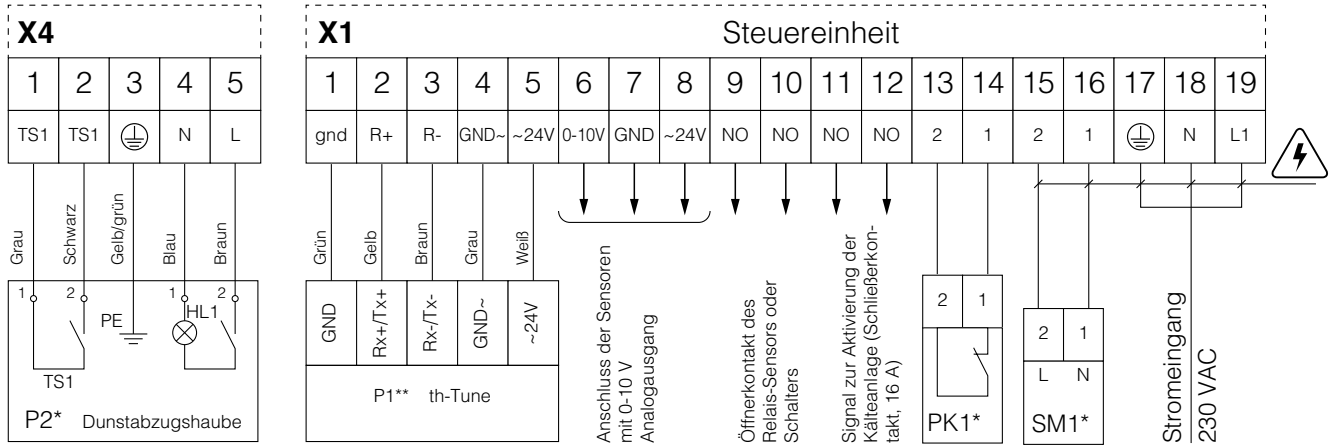 X4
1 2 3 4 5
TS1 TS1 N L
Grau
Schwarz
Gelb/grün
Blau
Braun
1 2 1 2
PE HL1
TS1
P2* Dunstabzugshaube
X1 Steuereinheit
1 2 3 4 5 6 7 8 9 10 11 12 13 14 15 16 17 18 19
gnd R+ R- GND~ ~24V 0-10V GND ~24V NO NO NO NO 2 1 2 1 N L1
Grün
Gelb
Braun
Grau
Weiß
GND
Rx+/Tx+
Rx-/Tx-
GND~
~24V
P1** th-Tune
Anschluss der Sensoren
mit 0-10 V
Analogausgang
Öffnerkontakt des
Relais-Sensors oder
Schalters
Signal zur Aktivierung der
Kälteanlage (Schließerkon-
takt, 16 A)
2 1
PK1*
2 1
L N
SM1*
Stromeingang
230 VAC